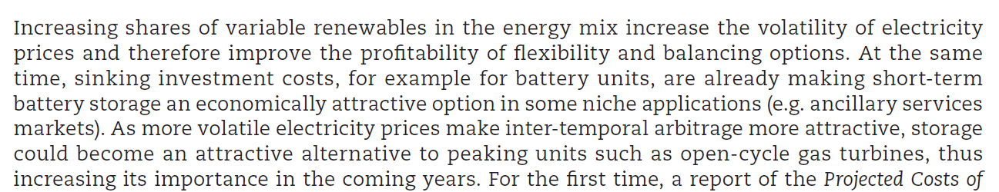 Increasing shares of variable renewables in the energy mix increase the volatility of electricity
prices and therefore improve the profitability of flexibility and balancing options. At the same
time, sinking investment costs, for example for battery units, are already making short-term
battery storage an economically attractive option in some niche applications (e.g. ancillary services
markets). As more volatile electricity prices make inter-temporal arbitrage more attractive, storage
could become an attractive alternative to peaking units such as open-cycle gas turbines, thus
increasing its importance in the coming years. For the first time, a report of the Projected Costs of